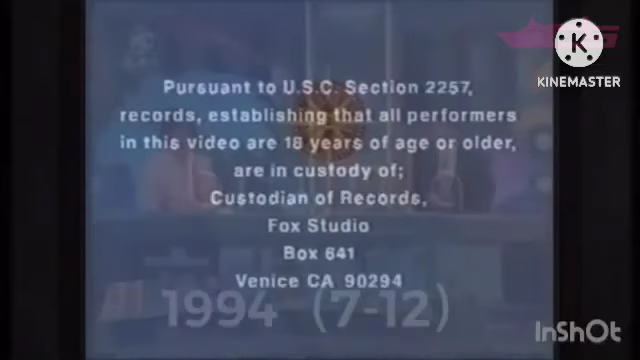 Pursuant to U.S.C. Section 2257,
records, establishing that all performers
in this video are 18 years of age or older,
are in custody of;
Custodian of Records,
Fox Studio
Box 641
Venice CA 90294
1994 (7-12)
K
KINEMASTER
InShOt